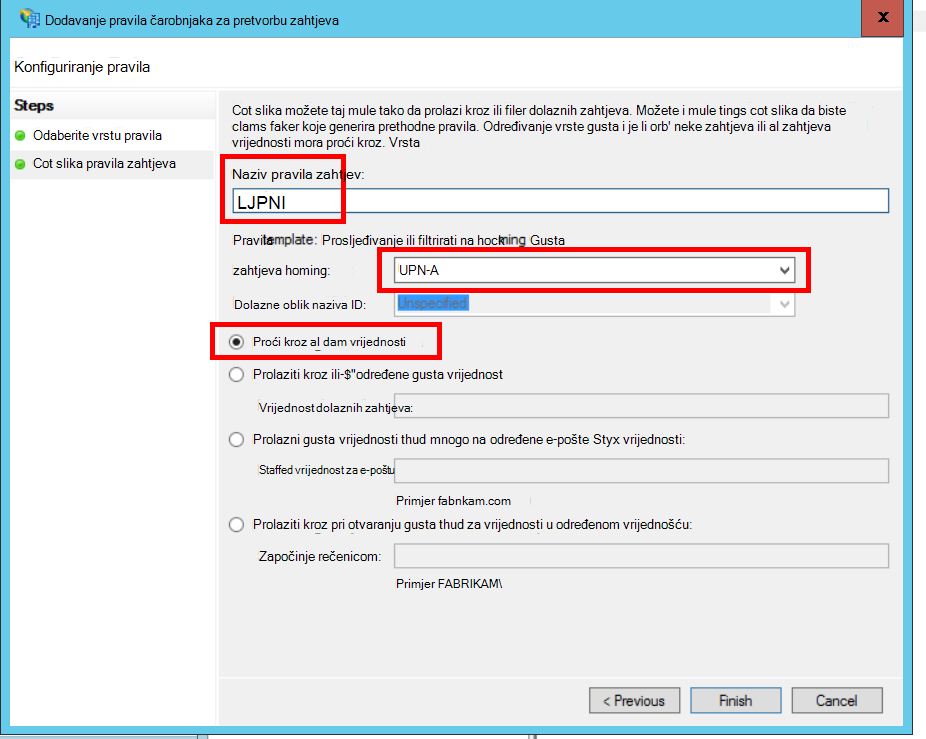 Dodavanje pravila čarobnjaka za pretvorbu zahtjeva
x
Konfiguriranje pravila
Steps
Odaberite vrstu pravila
Cot slika pravila zahtjeva
Cot slika možete taj mule tako da prolazi kroz ili filer dolaznih zahtjeva. Možete i mule tings cot slika da biste
clams faker koje generira prethodne pravila. Određivanje vrste gusta i je li orb' neke zahtjeva ili al zahtjeva
vrijednosti mora proći kroz. Vrsta
Naziv pravila zahtjev:
LJPNI
Pravila template: Prosljeđivanje ili filtrirati na hockming Gusta
zahtjeva homing:
UPN-A
Dolazne oblik naziva ID:
Unspecified
Proći kroz al dam vrijednosti
Prolaziti kroz ili-$"određene gusta vrijednost
Vrijednost dolaznih zahtjeva:
Prolazni gusta vrijednosti thud mnogo na određene e-pošte Styx vrijednosti:
Staffed vrijednost za e-poštu
Primjer fabnkam.com
Prolaziti kroz pri otvaranju gusta thud za vrijednosti u određenom vrijednošću:
Započinje rečenicom:
Primjer FABRIKAM\
< Previous
Finish
Cancel